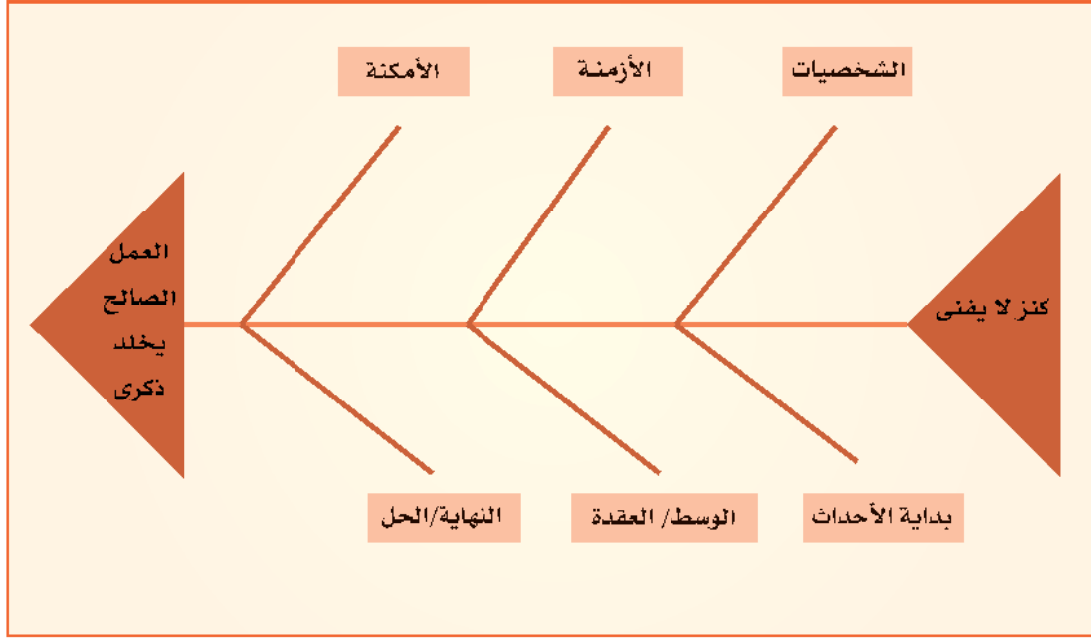 الشخصيات
الأزمنة
الأمكنة
كنز لا يفنى
العمل
الصالح
يخلد
ذكرى
بداية الأحداث
الوسط/ العقدة
النهاية/الحل